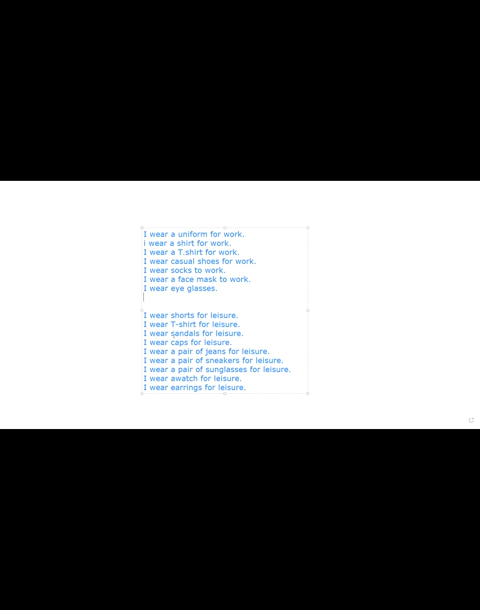 I wear a uniform for work.
i wear a shirt for work.
I wear a T.shirt for work.
I wear casual shoes for work.
I wear socks to work.
I wear a face mask to work.
I wear eye glasses.
I wear shorts for leisure.
I wear T-shirt for leisure.
I wear sandals for leisure.
I wear caps for leisure.
I wear a pair of jeans for leisure.
I wear a pair of sneakers for leisure.
I wear a pair of sunglasses for leisure.
I wear awatch for leisure.
I wear earrings for leisure.